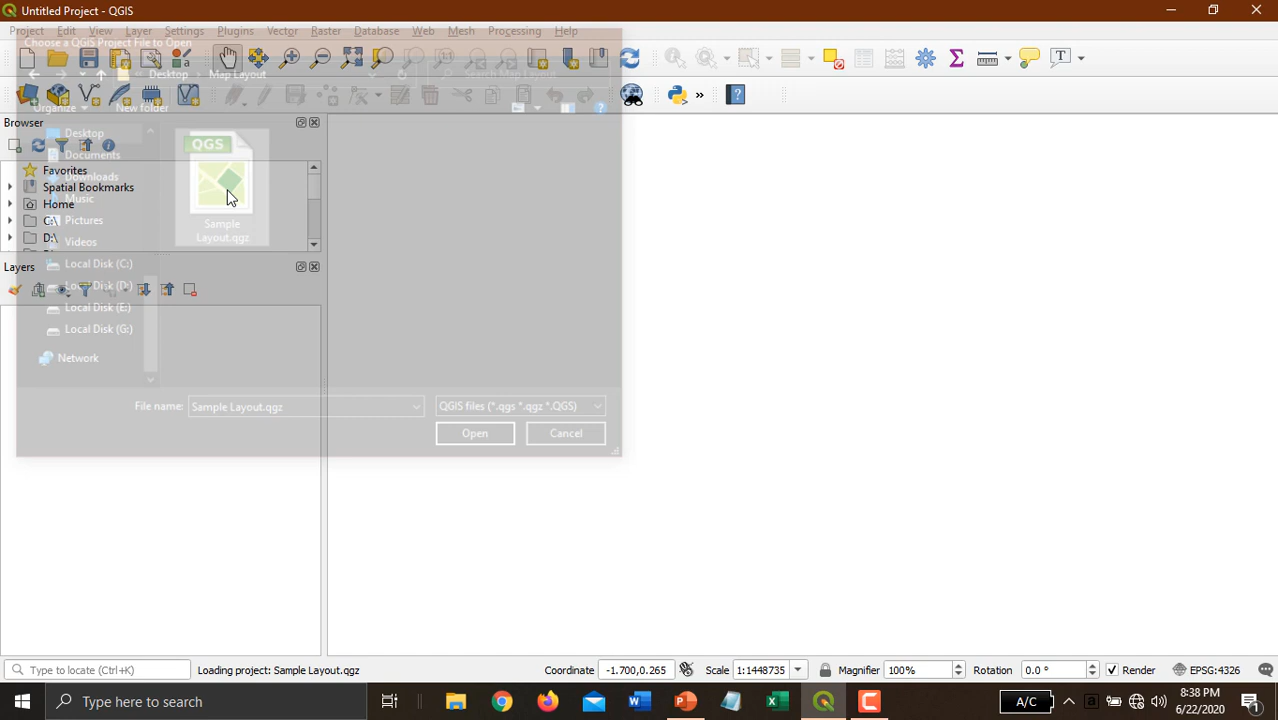 Untitled Project - QGIS
Project Edit View Layer Settings Plugins Vector Raster Database Web Mesh Processing Help
Choose a QGIS Project File to Open
Desktop Map Layout Search Map Layout
Organize New folder
Browser
Desktop
Documents
Downloads
Music
Pictures
Videos
Local Disk (C:)
Local Disk (D:)
Local Disk (E:)
Local Disk (G:)
Network
Favorites
Spatial Bookmarks
Home
C:\
D:\
QGS
Sample
Layout.qgz
Layers
File name: Sample Layout.qgz QGIS files (*.qgs *.qgz *.QGS)
Open Cancel
Type to locate (Ctrl+K) Loading project: Sample Layout.qgz Coordinate -1.700,0.265 Scale 1:1448735 Magnifier 100% Rotation 0.0 ° Render EPSG:4326
Type here to search A/C 8:38 PM
6/22/2020
1